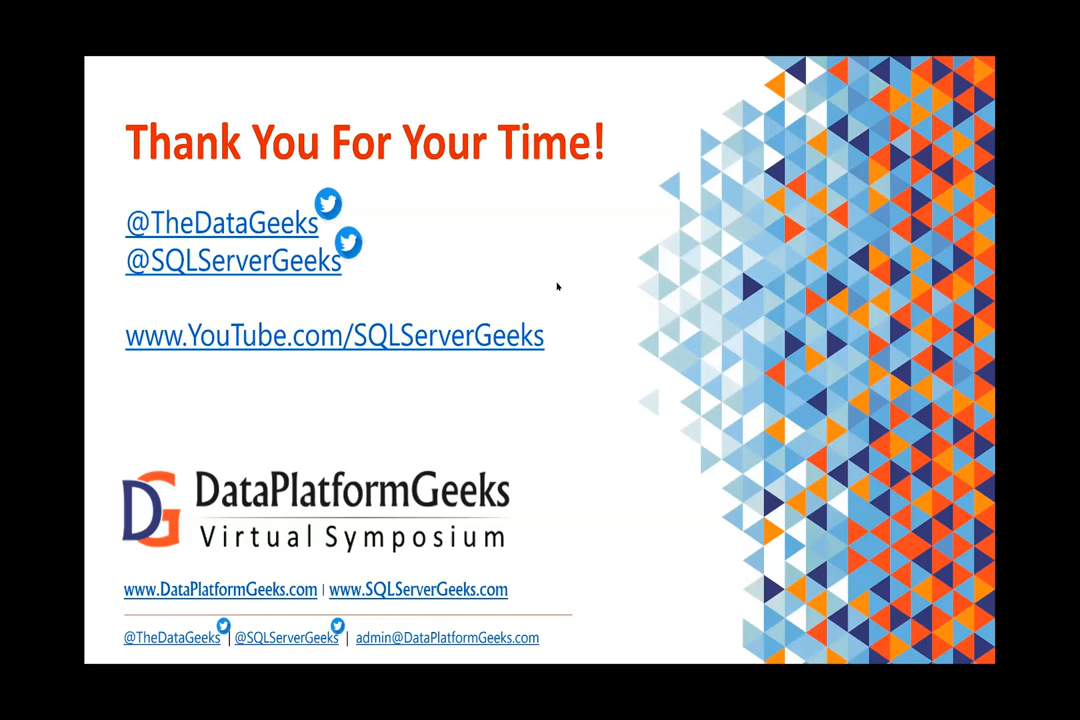 Thank You For Your Time!
@TheDataGeeks
@SQLServerGeeks
www.YouTube.com/SQLServerGeeks
DG DataPlatformGeeks
Virtual Symposium
www.DataPlatformGeeks.com | www.SQLServerGeeks.com
@TheDataGeeks | @SQLServerGeeks | admin@DataPlatformGeeks.com